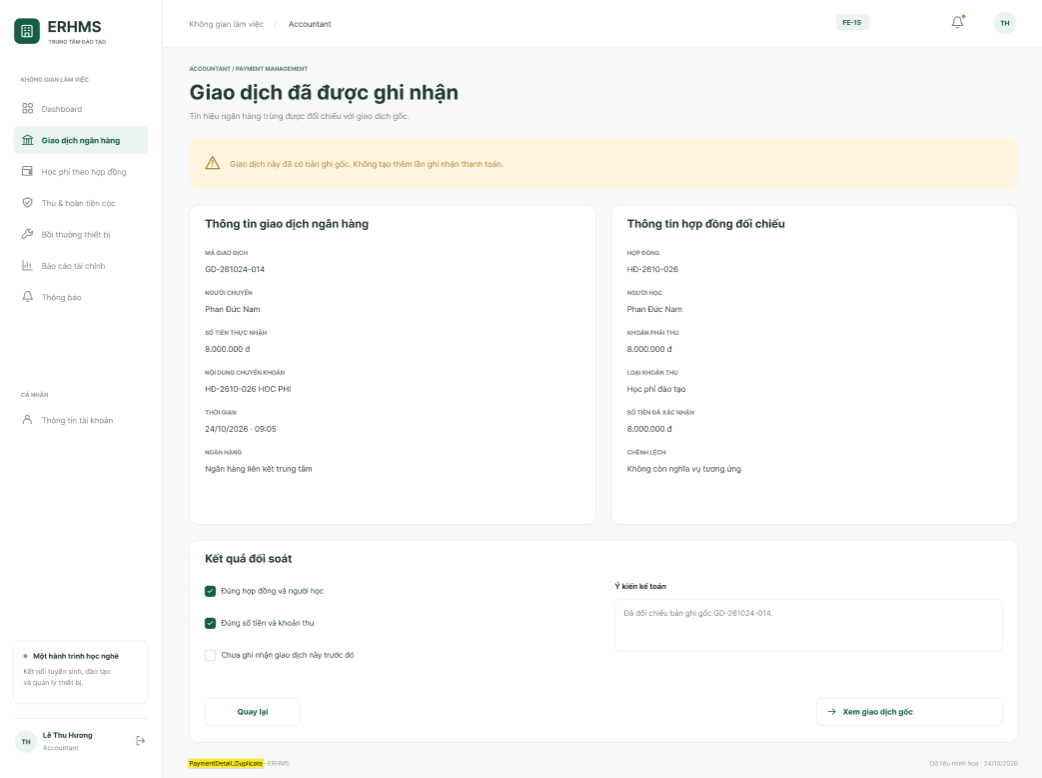 ERHMS
TRUNG TÂM ĐÀO TẠO
KHÔNG GIAN LÀM VIỆC
Dashboard
Giao dịch ngân hàng
Học phí theo hợp đồng
Thu & hoàn tiền cọc
Bồi thường thiết bị
Báo cáo tài chính
Thông báo
CÁ NHÂN
Thông tin tài khoản
Một hành trình học nghề
Kết nối tuyển sinh, đào tạo
và quản lý thiết bị.
TH
Lê Thu Hương
Accountant
Không gian làm việc / Accountant
FE-15
TH
ACCOUNTANT / PAYMENT MANAGEMENT
Giao dịch đã được ghi nhận
Tín hiệu ngân hàng trùng được đối chiếu với giao dịch gốc.
Giao dịch này đã có bản ghi gốc. Không tạo thêm lần ghi nhận thanh toán.
Thông tin giao dịch ngân hàng
MÃ GIAO DỊCH
GD-261024-014
NGƯỜI CHUYỂN
Phan Đức Nam
SỐ TIỀN THỰC NHẬN
8.000.000 đ
NỘI DUNG CHUYỂN KHOẢN
HĐ-2610-026 HOC PHI
THỜI GIAN
24/10/2026 · 09:05
NGÂN HÀNG
Ngân hàng liên kết trung tâm
Thông tin hợp đồng đối chiếu
HỢP ĐỒNG
HĐ-2610-026
NGƯỜI HỌC
Phan Đức Nam
KHOẢN PHẢI THU
8.000.000 đ
LOẠI KHOẢN THU
Học phí đào tạo
SỐ TIỀN ĐÃ XÁC NHẬN
8.000.000 đ
CHÊNH LỆCH
Không còn nghĩa vụ tương ứng
Kết quả đối soát
Đúng hợp đồng và người học
Đúng số tiền và khoản thu
Chưa ghi nhận giao dịch này trước đó
Ý kiến kế toán
Đã đối chiếu bản ghi gốc GD-261024-014.
Quay lại
Xem giao dịch gốc
PaymentDetail_Duplicate ERHMS
Dữ liệu minh họa · 24/10/2026